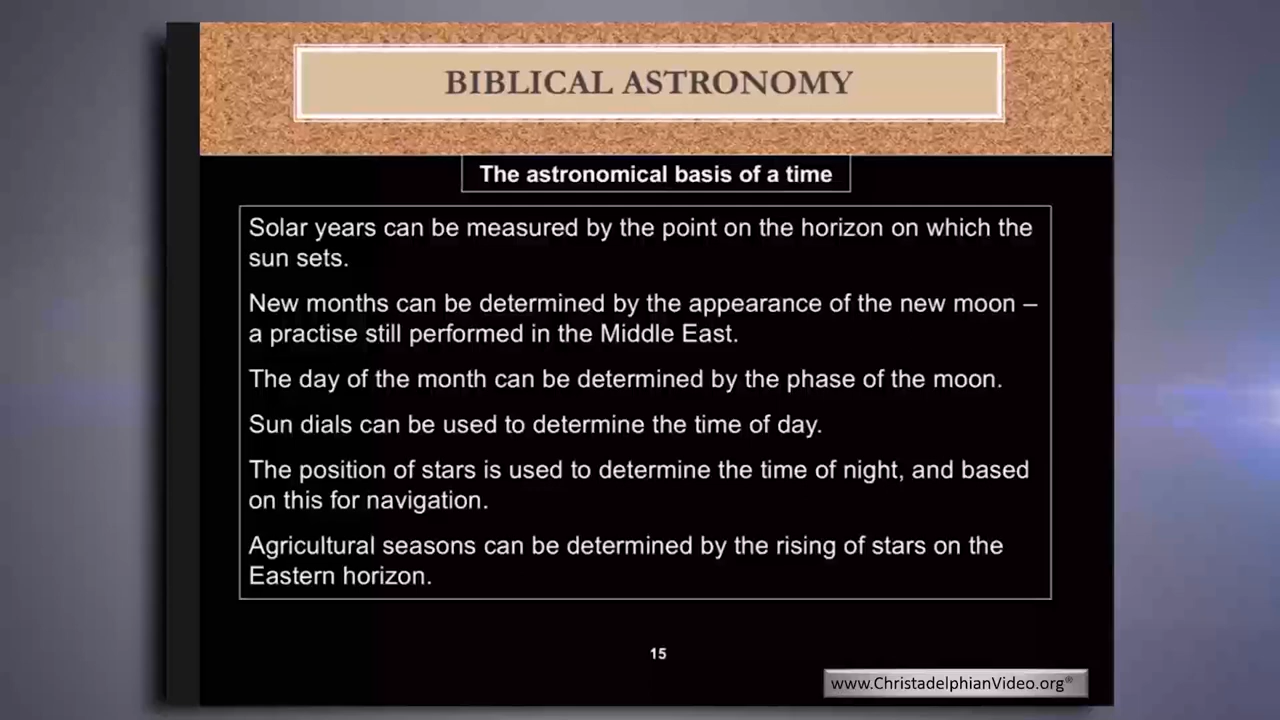 BIBLICAL ASTRONOMY
The astronomical basis of a time
Solar years can be measured by the point on the horizon on which the
sun sets.
New months can be determined by the appearance of the new moon –
a practise still performed in the Middle East.
The day of the month can be determined by the phase of the moon.
Sun dials can be used to determine the time of day.
The position of stars is used to determine the time of night, and based
on this for navigation.
Agricultural seasons can be determined by the rising of stars on the
Eastern horizon.
15
www.ChristadelphianVideo.org®